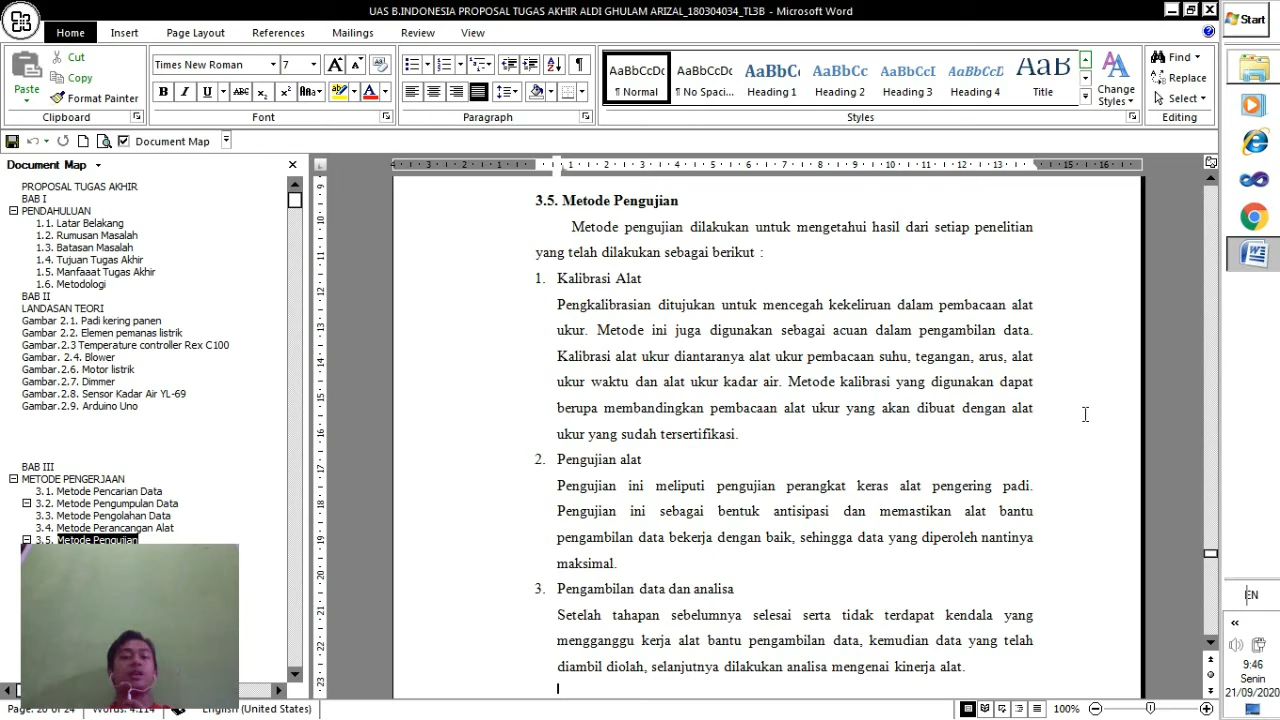 UAS B.INDONESIA PROPOSAL TUGAS AKHIR ALDI GHULAM ARIZAL_180304034_TL3B - Microsoft Word
Start
Home Insert Page Layout References Mailings Review View
Paste
Cut
Copy
Format Painter
Clipboard
Times New Roman 7
Font
Paragraph
AaBbCcDc AaBbCcDc AaBbC AaBbCc AaBbCcI AaBbCcI AaB
¶ Normal ¶ No Spaci... Heading 1 Heading 2 Heading 3 Heading 4 Title
Change Styles
Styles
Find
Replace
Select
Editing
Document Map
Document Map
PROPOSAL TUGAS AKHIR
BAB I
PENDAHULUAN
1.1. Latar Belakang
1.2. Rumusan Masalah
1.3. Batasan Masalah
1.4. Tujuan Tugas Akhir
1.5. Manfaaat Tugas Akhir
1.6. Metodologi
BAB II
LANDASAN TEORI
Gambar 2.1. Padi kering panen
Gambar 2.2. Elemen pemanas listrik
Gambar.2.3 Temperature controller Rex C100
Gambar. 2.4. Blower
Gambar.2.6. Motor listrik
Gambar.2.7. Dimmer
Gambar.2.8. Sensor Kadar Air YL-69
Gambar.2.9. Arduino Uno
BAB III
METODE PENGERJAAN
3.1. Metode Pencarian Data
3.2. Metode Pengumpulan Data
3.3. Metode Pengolahan Data
3.4. Metode Perancangan Alat
3.5. Metode Pengujian
3.5. Metode Pengujian
Metode pengujian dilakukan untuk mengetahui hasil dari setiap penelitian
yang telah dilakukan sebagai berikut :
1. Kalibrasi Alat
Pengkalibrasian ditujukan untuk mencegah kekeliruan dalam pembacaan alat
ukur. Metode ini juga digunakan sebagai acuan dalam pengambilan data.
Kalibrasi alat ukur diantaranya alat ukur pembacaan suhu, tegangan, arus, alat
ukur waktu dan alat ukur kadar air. Metode kalibrasi yang digunakan dapat
berupa membandingkan pembacaan alat ukur yang akan dibuat dengan alat
ukur yang sudah tersertifikasi.
2. Pengujian alat
Pengujian ini meliputi pengujian perangkat keras alat pengering padi.
Pengujian ini sebagai bentuk antisipasi dan memastikan alat bantu
pengambilan data bekerja dengan baik, sehingga data yang diperoleh nantinya
maksimal.
3. Pengambilan data dan analisa
Setelah tahapan sebelumnya selesai serta tidak terdapat kendala yang
mengganggu kerja alat bantu pengambilan data, kemudian data yang telah
diambil diolah, selanjutnya dilakukan analisa mengenai kinerja alat.
Page: 20 of 24 Words: 4.114 English (United States) 100%
EN
9:46
Senin
21/09/2020